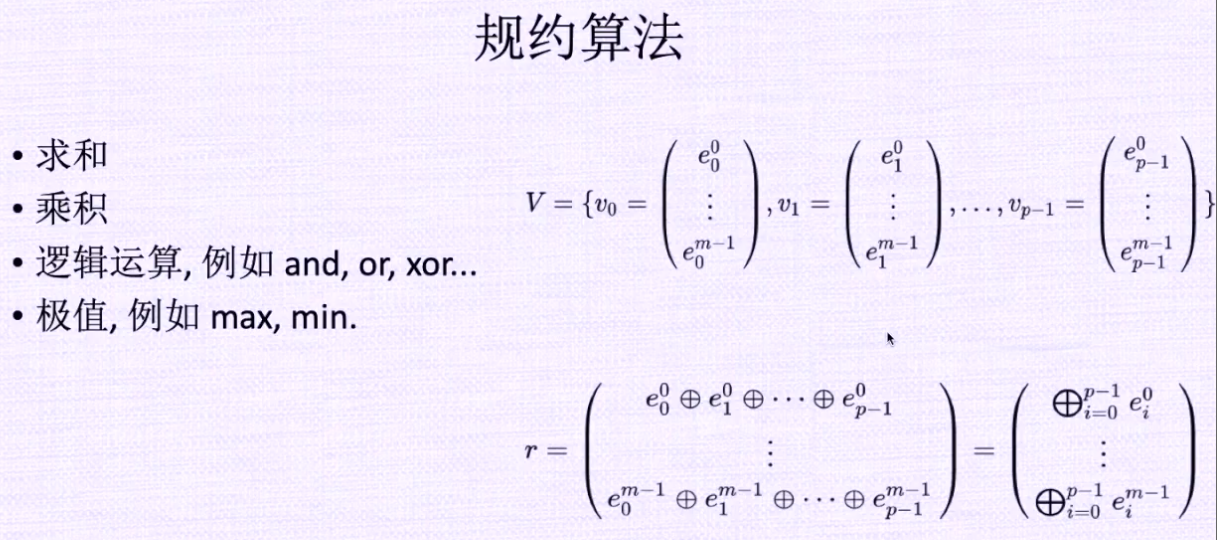 规约算法
• 求和
• 乘积
• 逻辑运算, 例如 and, or, xor...
• 极值, 例如 max, min.
$V = \{v_0 = \begin{pmatrix} e_0^0 \\ \vdots \\ e_0^{m-1} \end{pmatrix}, v_1 = \begin{pmatrix} e_1^0 \\ \vdots \\ e_1^{m-1} \end{pmatrix}, \ldots, v_{p-1} = \begin{pmatrix} e_{p-1}^0 \\ \vdots \\ e_{p-1}^{m-1} \end{pmatrix}\}$
$r = \begin{pmatrix} e_0^0 \oplus e_1^0 \oplus \cdots \oplus e_{p-1}^0 \\ \vdots \\ e_0^{m-1} \oplus e_1^{m-1} \oplus \cdots \oplus e_{p-1}^{m-1} \end{pmatrix} = \begin{pmatrix} \bigoplus_{i=0}^{p-1} e_i^0 \\ \vdots \\ \bigoplus_{i=0}^{p-1} e_i^{m-1} \end{pmatrix}$